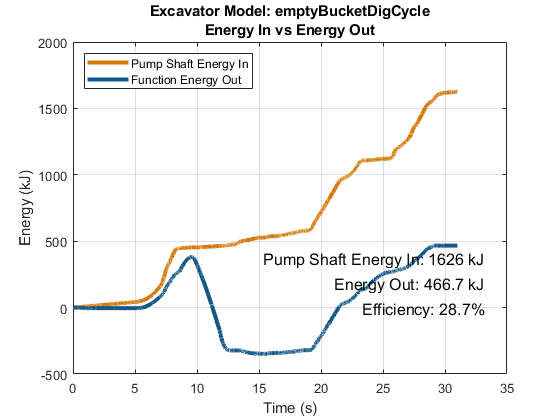 Excavator Model: emptyBucketDigCycle
Energy In vs Energy Out
2000
Pump Shaft Energy In
Function Energy Out
1500
1000
500
0
-500
Energy (kJ)
Pump Shaft Energy In: 1626 kJ
Energy Out: 466.7 kJ
Efficiency: 28.7%
0 5 10 15 20 25 30 35
Time (s)